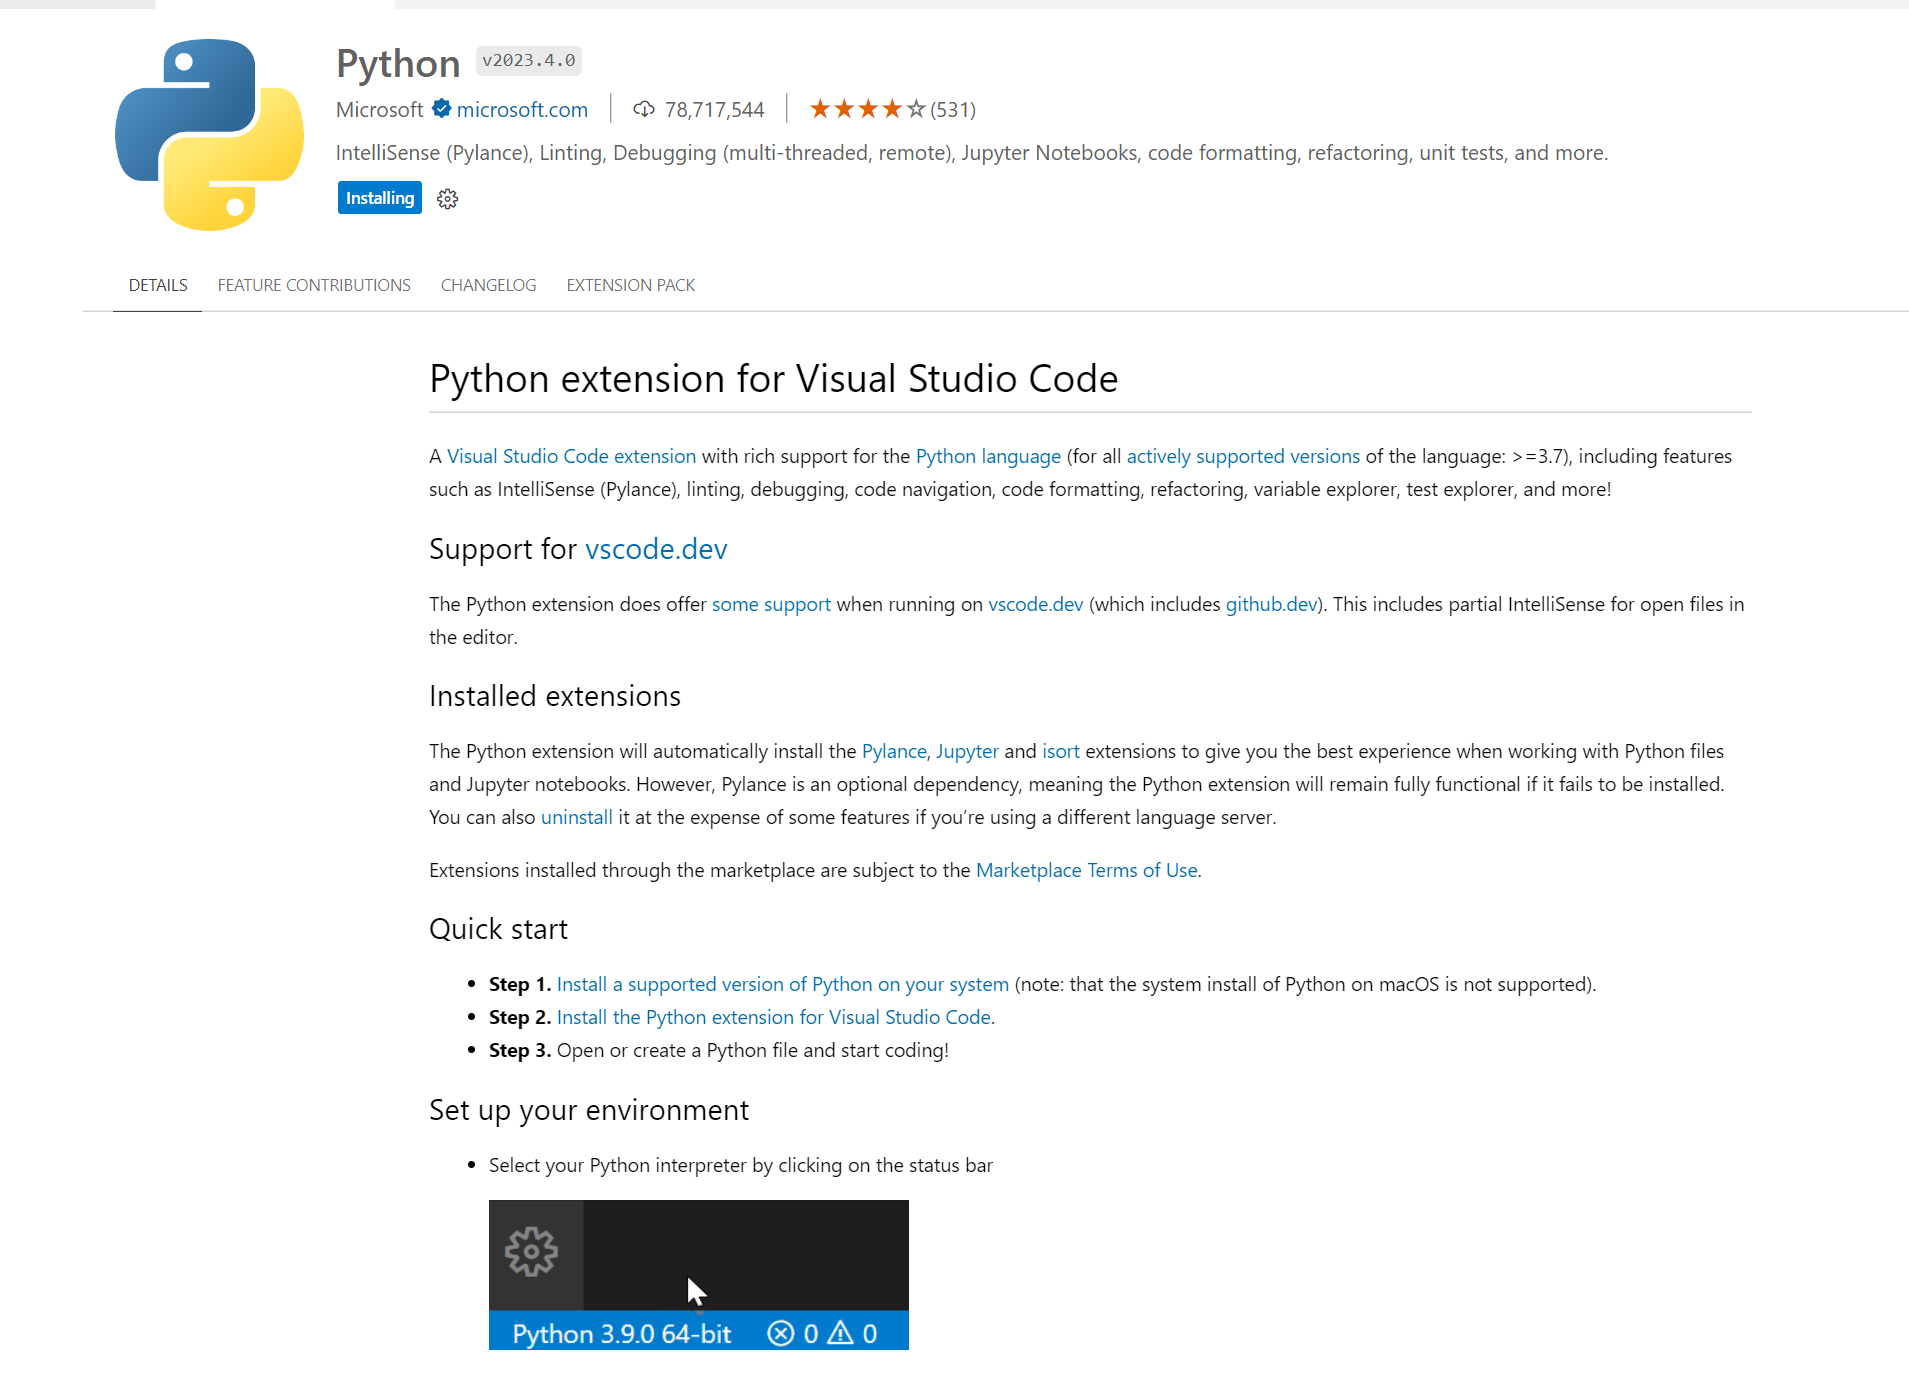 Python v2023.4.0
Microsoft microsoft.com 78,717,544 (531)
IntelliSense (Pylance), Linting, Debugging (multi-threaded, remote), Jupyter Notebooks, code formatting, refactoring, unit tests, and more.
Installing
DETAILS FEATURE CONTRIBUTIONS CHANGELOG EXTENSION PACK
Python extension for Visual Studio Code
A Visual Studio Code extension with rich support for the Python language (for all actively supported versions of the language: >=3.7), including features
such as IntelliSense (Pylance), linting, debugging, code navigation, code formatting, refactoring, variable explorer, test explorer, and more!
Support for vscode.dev
The Python extension does offer some support when running on vscode.dev (which includes github.dev). This includes partial IntelliSense for open files in
the editor.
Installed extensions
The Python extension will automatically install the Pylance, Jupyter and isort extensions to give you the best experience when working with Python files
and Jupyter notebooks. However, Pylance is an optional dependency, meaning the Python extension will remain fully functional if it fails to be installed.
You can also uninstall it at the expense of some features if you’re using a different language server.
Extensions installed through the marketplace are subject to the Marketplace Terms of Use.
Quick start
• Step 1. Install a supported version of Python on your system (note: that the system install of Python on macOS is not supported).
• Step 2. Install the Python extension for Visual Studio Code.
• Step 3. Open or create a Python file and start coding!
Set up your environment
• Select your Python interpreter by clicking on the status bar
Python 3.9.0 64-bit 0 0